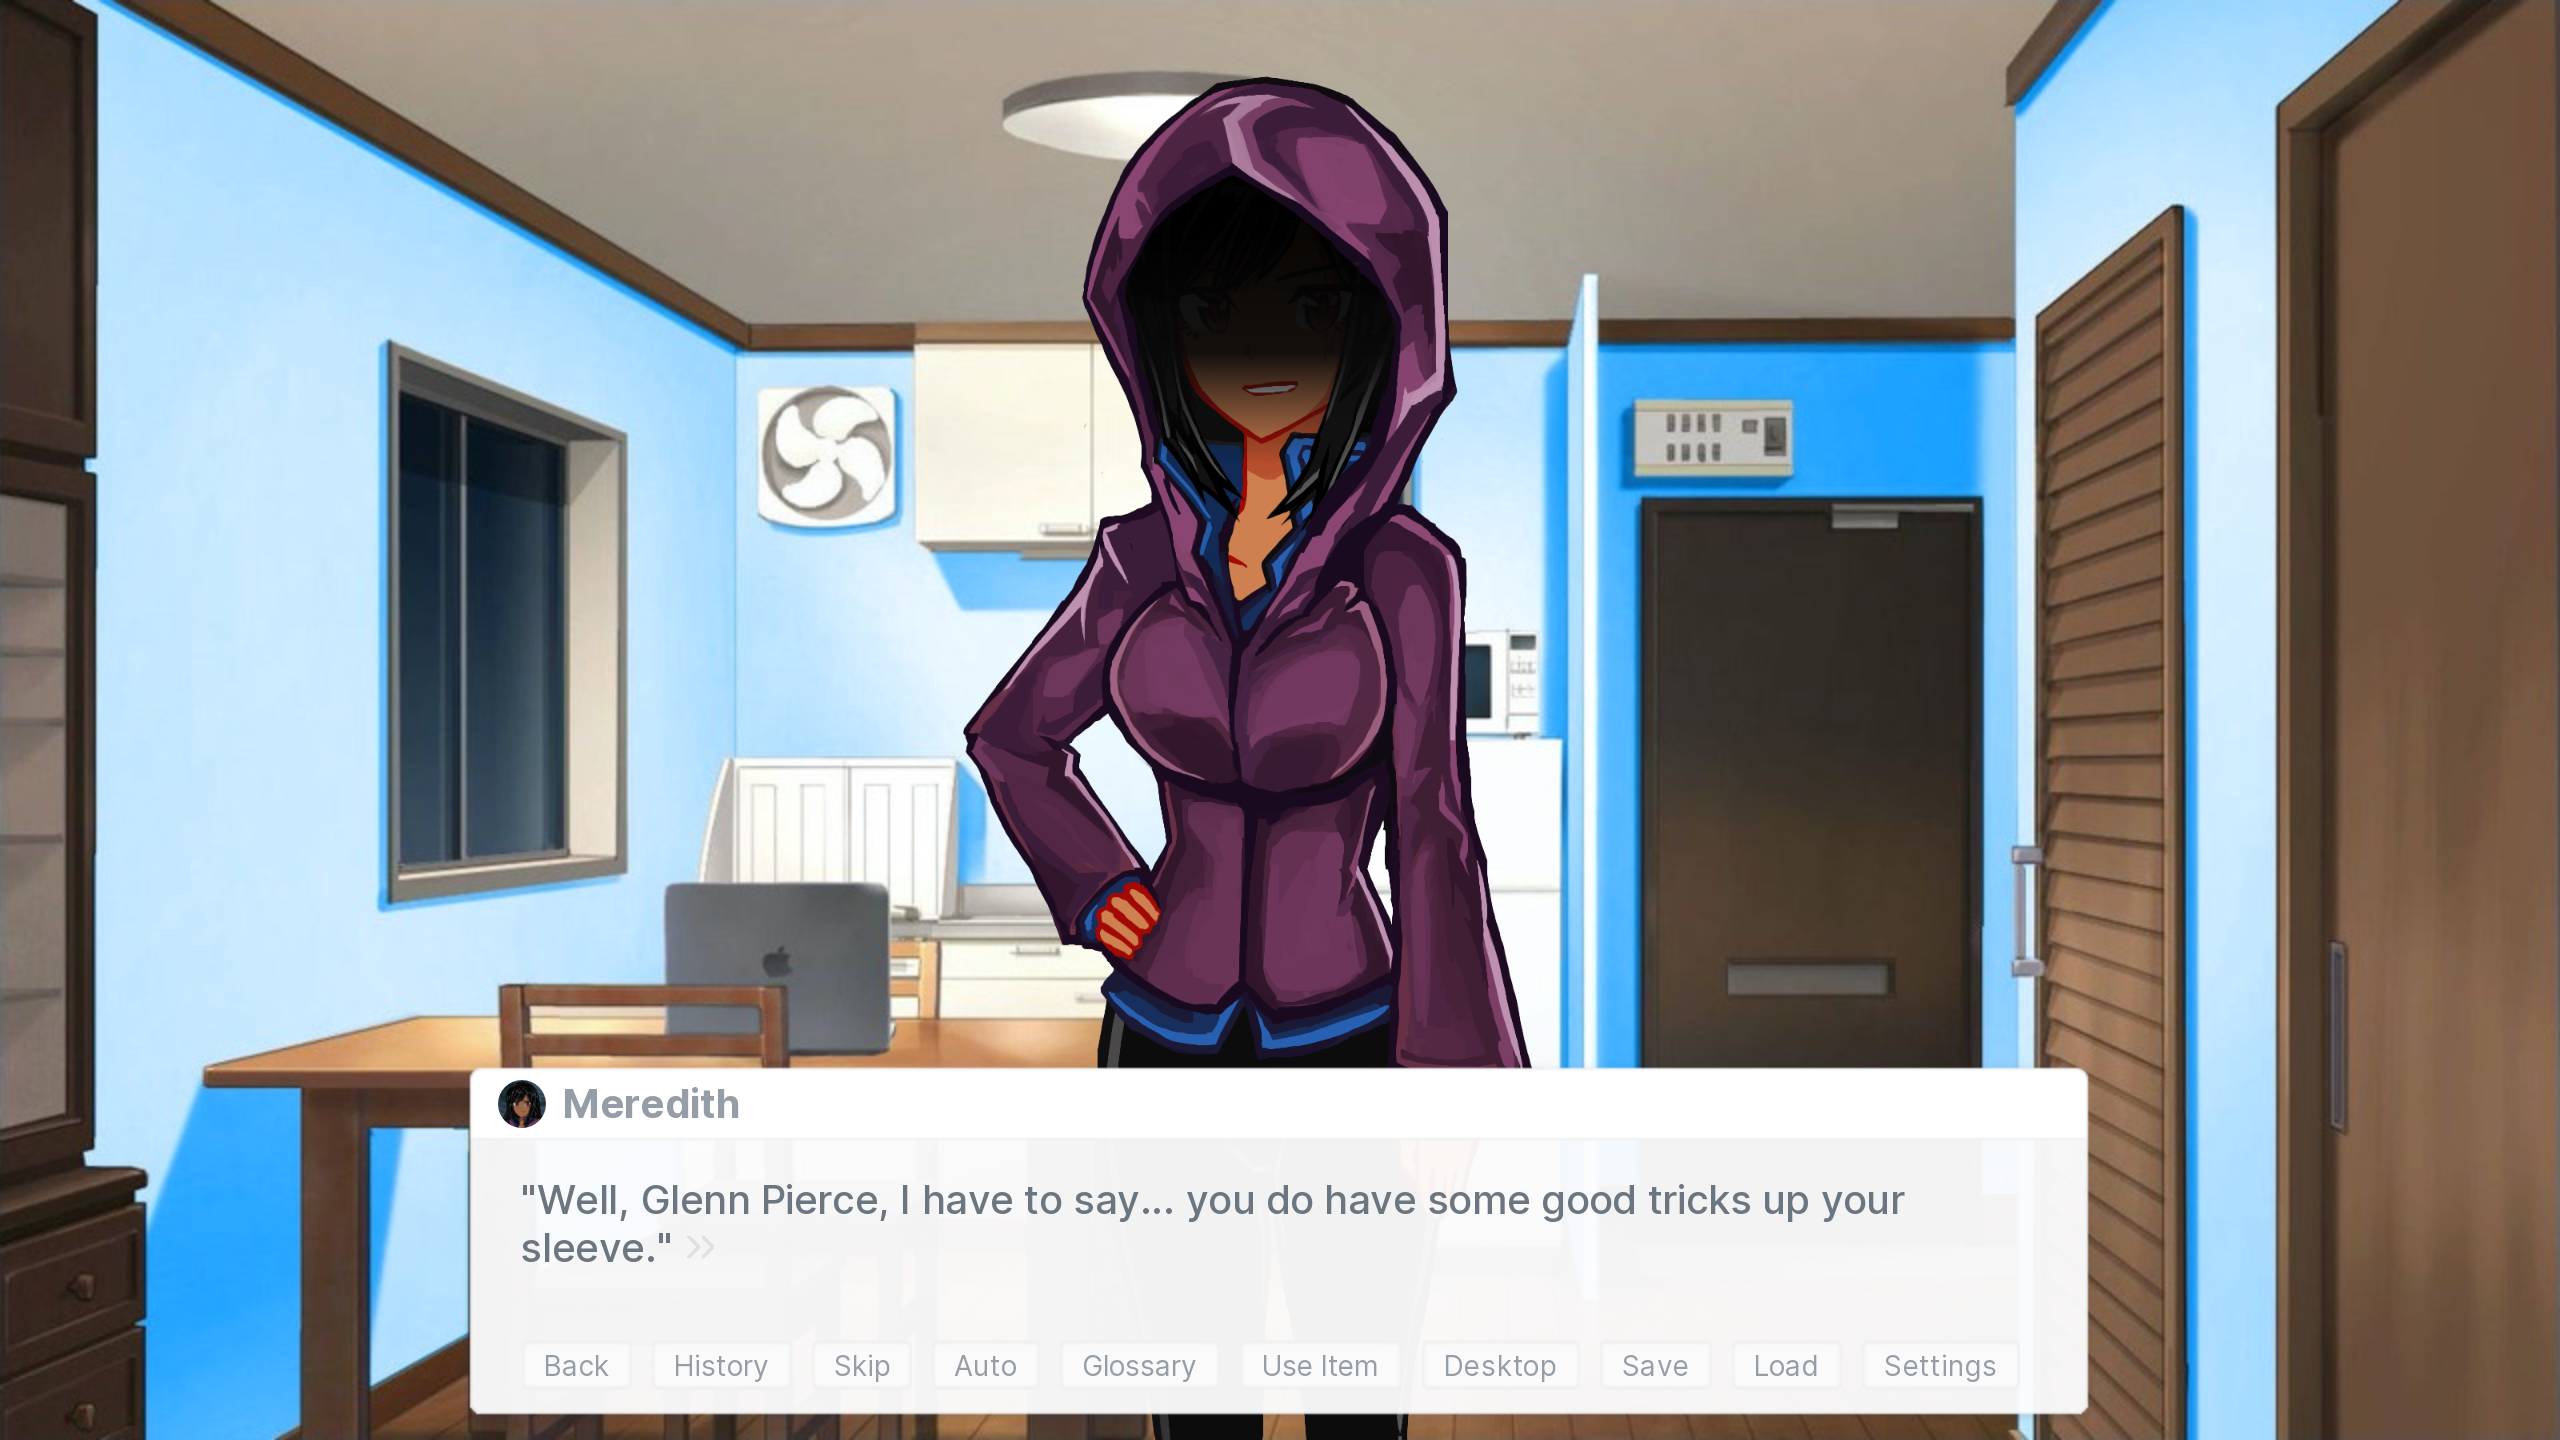 Meredith
"Well, Glenn Pierce, I have to say... you do have some good tricks up your
sleeve." »
Back History Skip Auto Glossary Use Item Desktop Save Load Settings